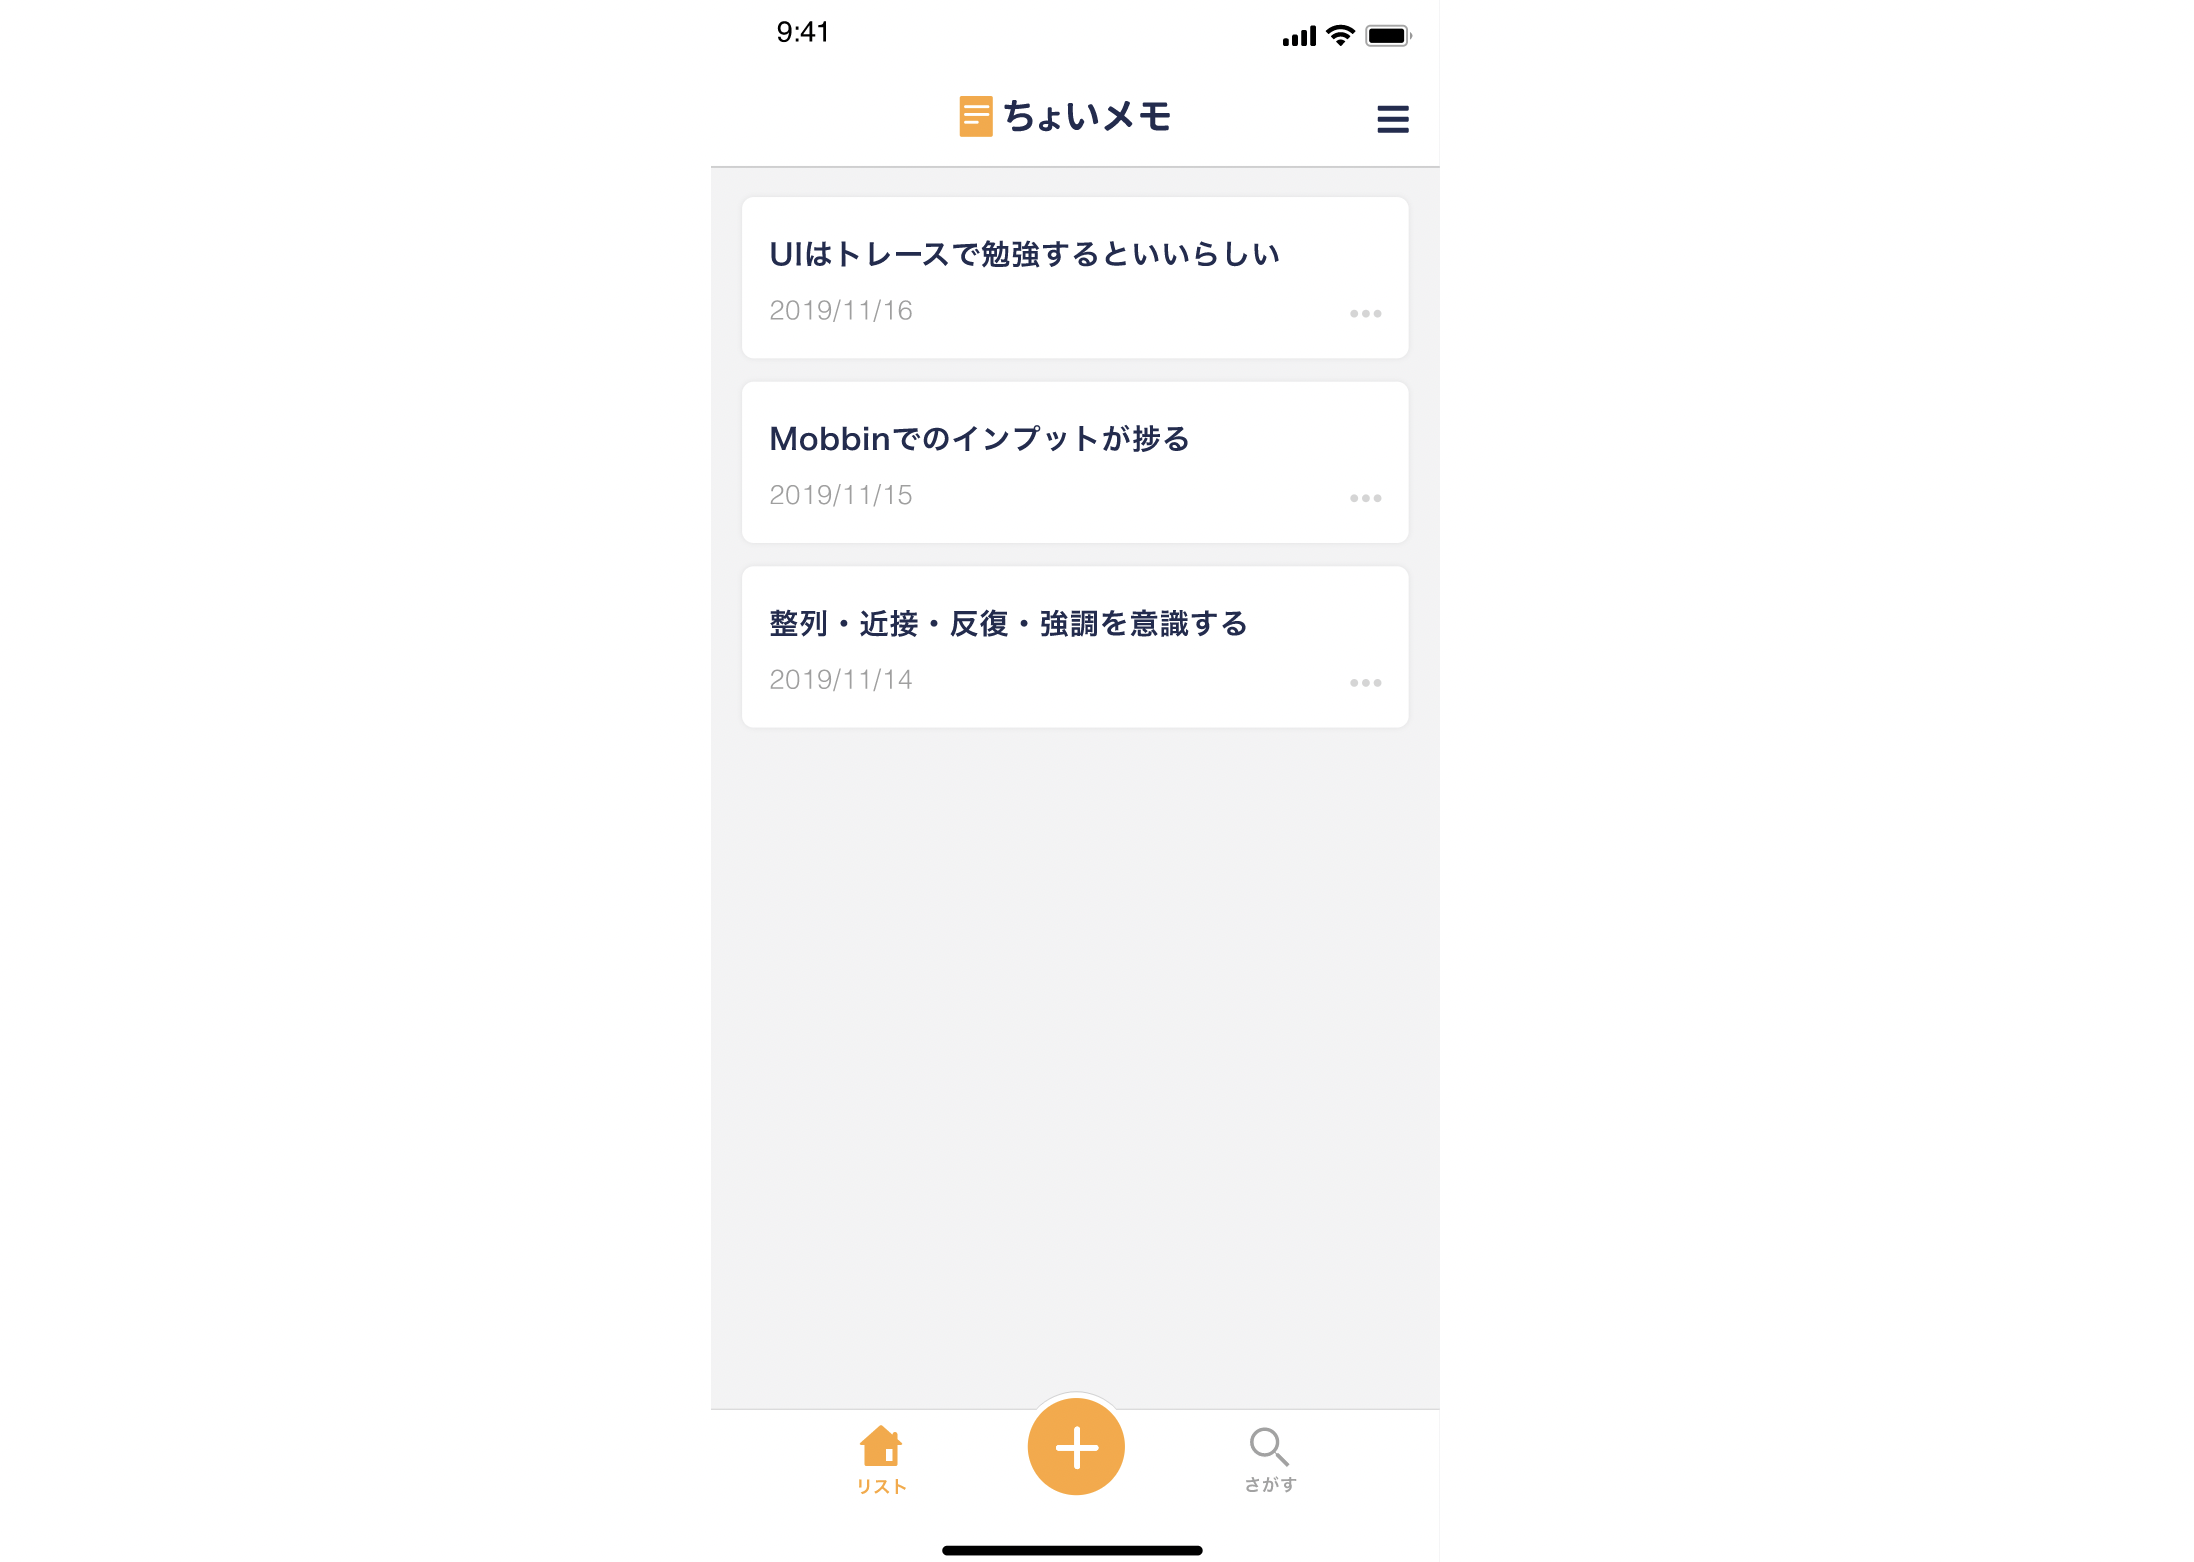 9:41
ちょいメモ
UIはトレースで勉強するといいらしい
2019/11/16
Mobbinでのインプットが捗る
2019/11/15
整列・近接・反復・強調を意識する
2019/11/14
リスト
さがす